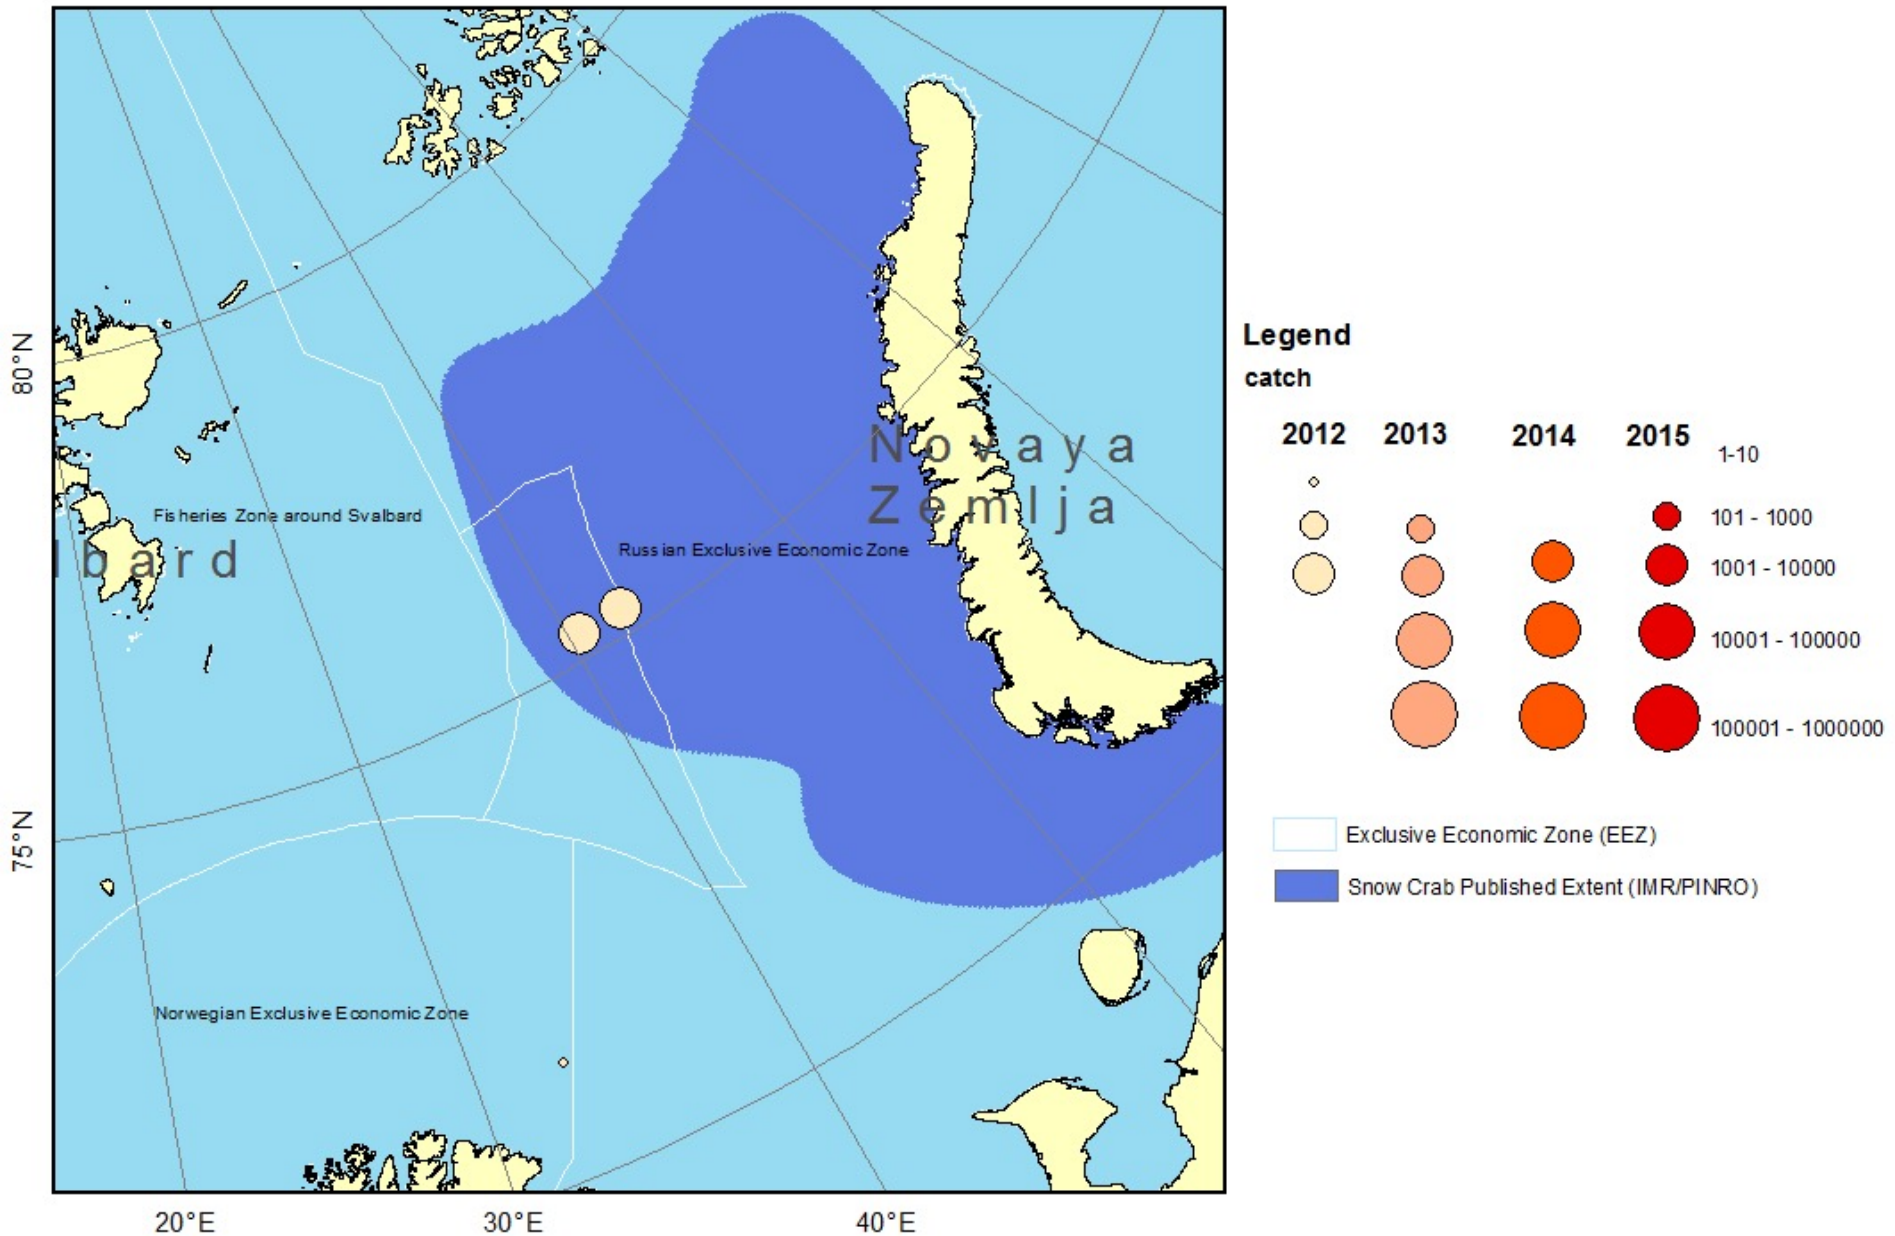 80°N
75°N
20°E
30°E
40°E
lbard
Fisheries Zone around Svalbard
Novaya
Zemlja
Russian Exclusive Economic Zone
Norwegian Exclusive Economic Zone
Legend
catch
2012 2013 2014 2015
1-10
101 - 1000
1001 - 10000
10001 - 100000
100001 - 1000000
Exclusive Economic Zone (EEZ)
Snow Crab Published Extent (IMR/PINRO)